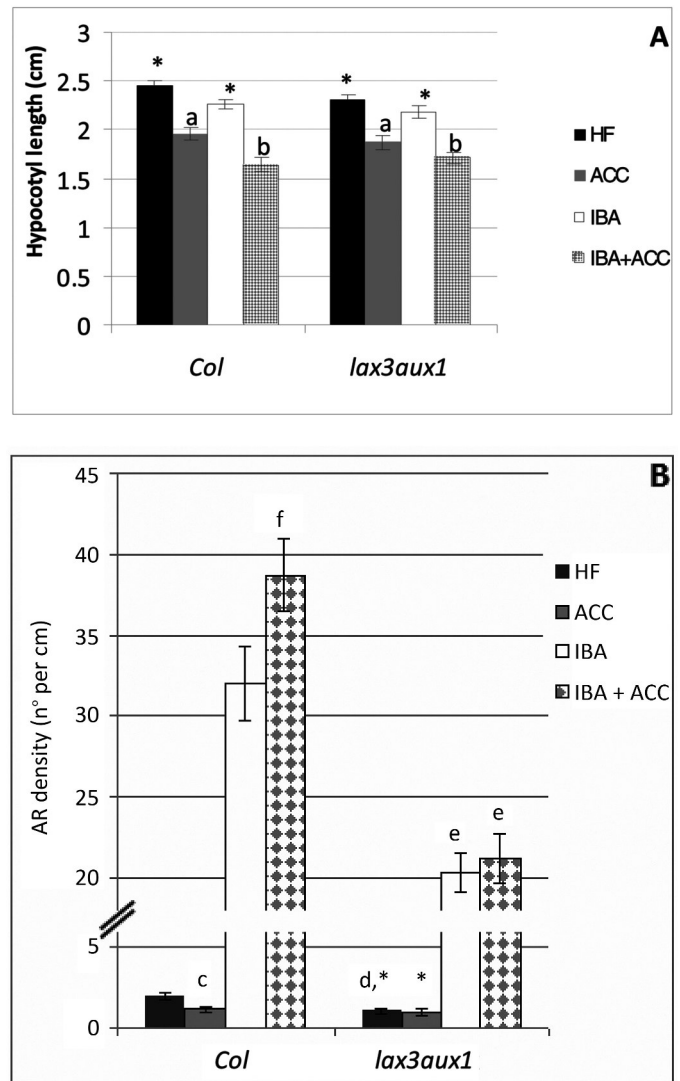 A
Hypocotyl length (cm)
3
2.5
2
1.5
1
0.5
0
*
a
*
b
*
a
*
b
Col
lax3aux1
HF
ACC
IBA
IBA+ACC
B
AR density (n° per cm)
45
40
35
30
25
20
5
0
c
f
d,*
*
e
e
Col
lax3aux1
HF
ACC
IBA
IBA + ACC